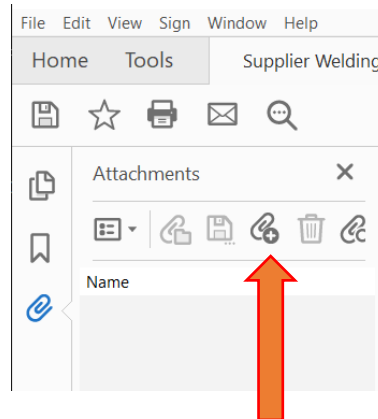 File Edit View Sign Window Help
Home Tools Supplier Welding
Attachments
Name